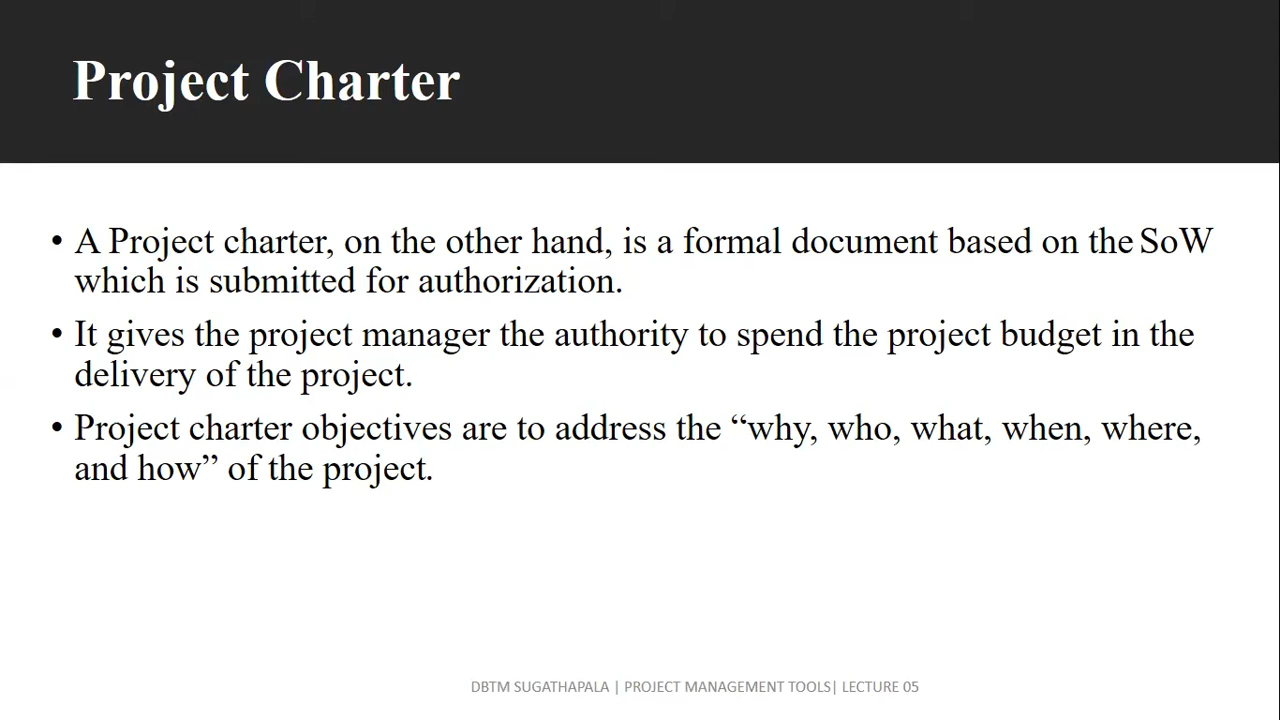 Project Charter
• A Project charter, on the other hand, is a formal document based on the SoW
which is submitted for authorization.
• It gives the project manager the authority to spend the project budget in the
delivery of the project.
• Project charter objectives are to address the “why, who, what, when, where,
and how” of the project.
DBTM SUGATHAPALA | PROJECT MANAGEMENT TOOLS| LECTURE 05